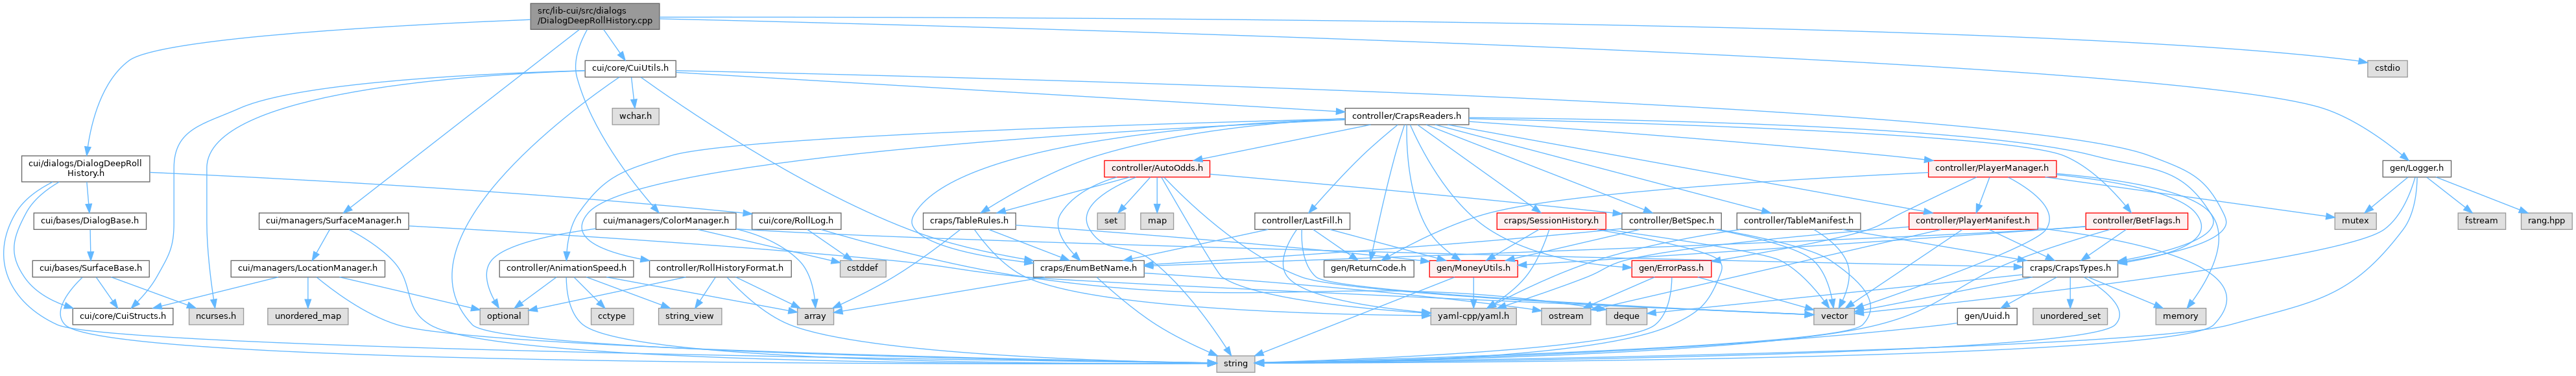 src/lib-cui/src/dialogs
/DialogDeepRollHistory.cpp
cui/core/CuiUtils.h
cstdio
wchar.h
controller/CrapsReaders.h
cui/dialogs/DialogDeepRoll
History.h
controller/AutoOdds.h
controller/PlayerManager.h
gen/Logger.h
cui/bases/DialogBase.h
cui/managers/SurfaceManager.h
cui/managers/ColorManager.h
cui/core/RollLog.h
craps/TableRules.h
set
map
controller/LastFill.h
craps/SessionHistory.h
controller/BetSpec.h
controller/TableManifest.h
controller/PlayerManifest.h
controller/BetFlags.h
mutex
fstream
rang.hpp
cui/bases/SurfaceBase.h
cui/managers/LocationManager.h
controller/AnimationSpeed.h
controller/RollHistoryFormat.h
cstddef
craps/EnumBetName.h
gen/ReturnCode.h
gen/MoneyUtils.h
gen/ErrorPass.h
craps/CrapsTypes.h
cui/core/CuiStructs.h
ncurses.h
unordered_map
optional
cctype
string_view
array
yaml-cpp/yaml.h
ostream
deque
vector
gen/Uuid.h
unordered_set
memory
string